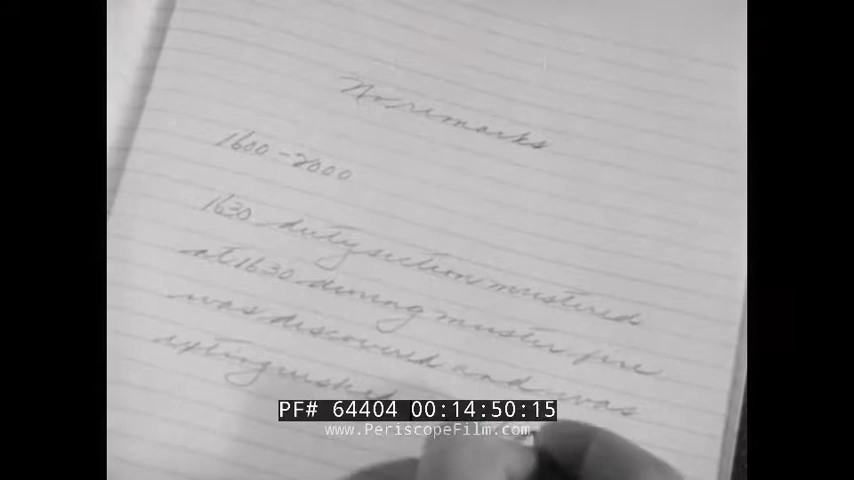 No remarks
1600-2000
1630 duty section mustered
at 1630 during muster fire
was discovered and was
extinguished
PF# 64404 00:14:50:15
www.PeriscopeFilm.com